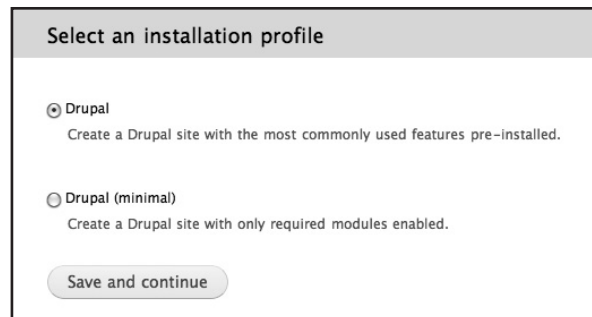 Select an installation profile
Drupal
Create a Drupal site with the most commonly used features pre-installed.
Drupal (minimal)
Create a Drupal site with only required modules enabled.
Save and continue